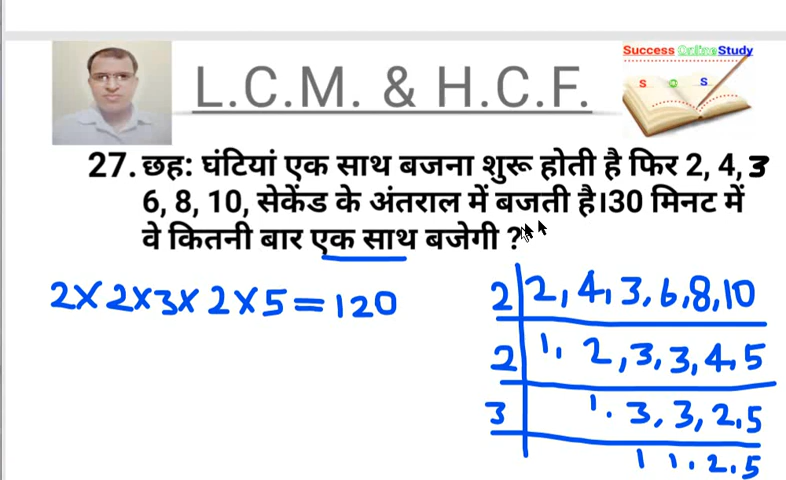 Success Online Study
S O S
L.C.M. & H.C.F.
27. छह: घंटियां एक साथ बजना शुरू होती है फिर 2, 4, 3
6, 8, 10, सेकेंड के अंतराल में बजती है।30 मिनट में
वे कितनी बार एक साथ बजेगी ?
2×2×3×2×5=120
2 | 2, 4, 3, 6, 8, 10
2 | 1, 2, 3, 3, 4, 5
3 | 1. 3, 3, 2, 5
1 1. 2. 5